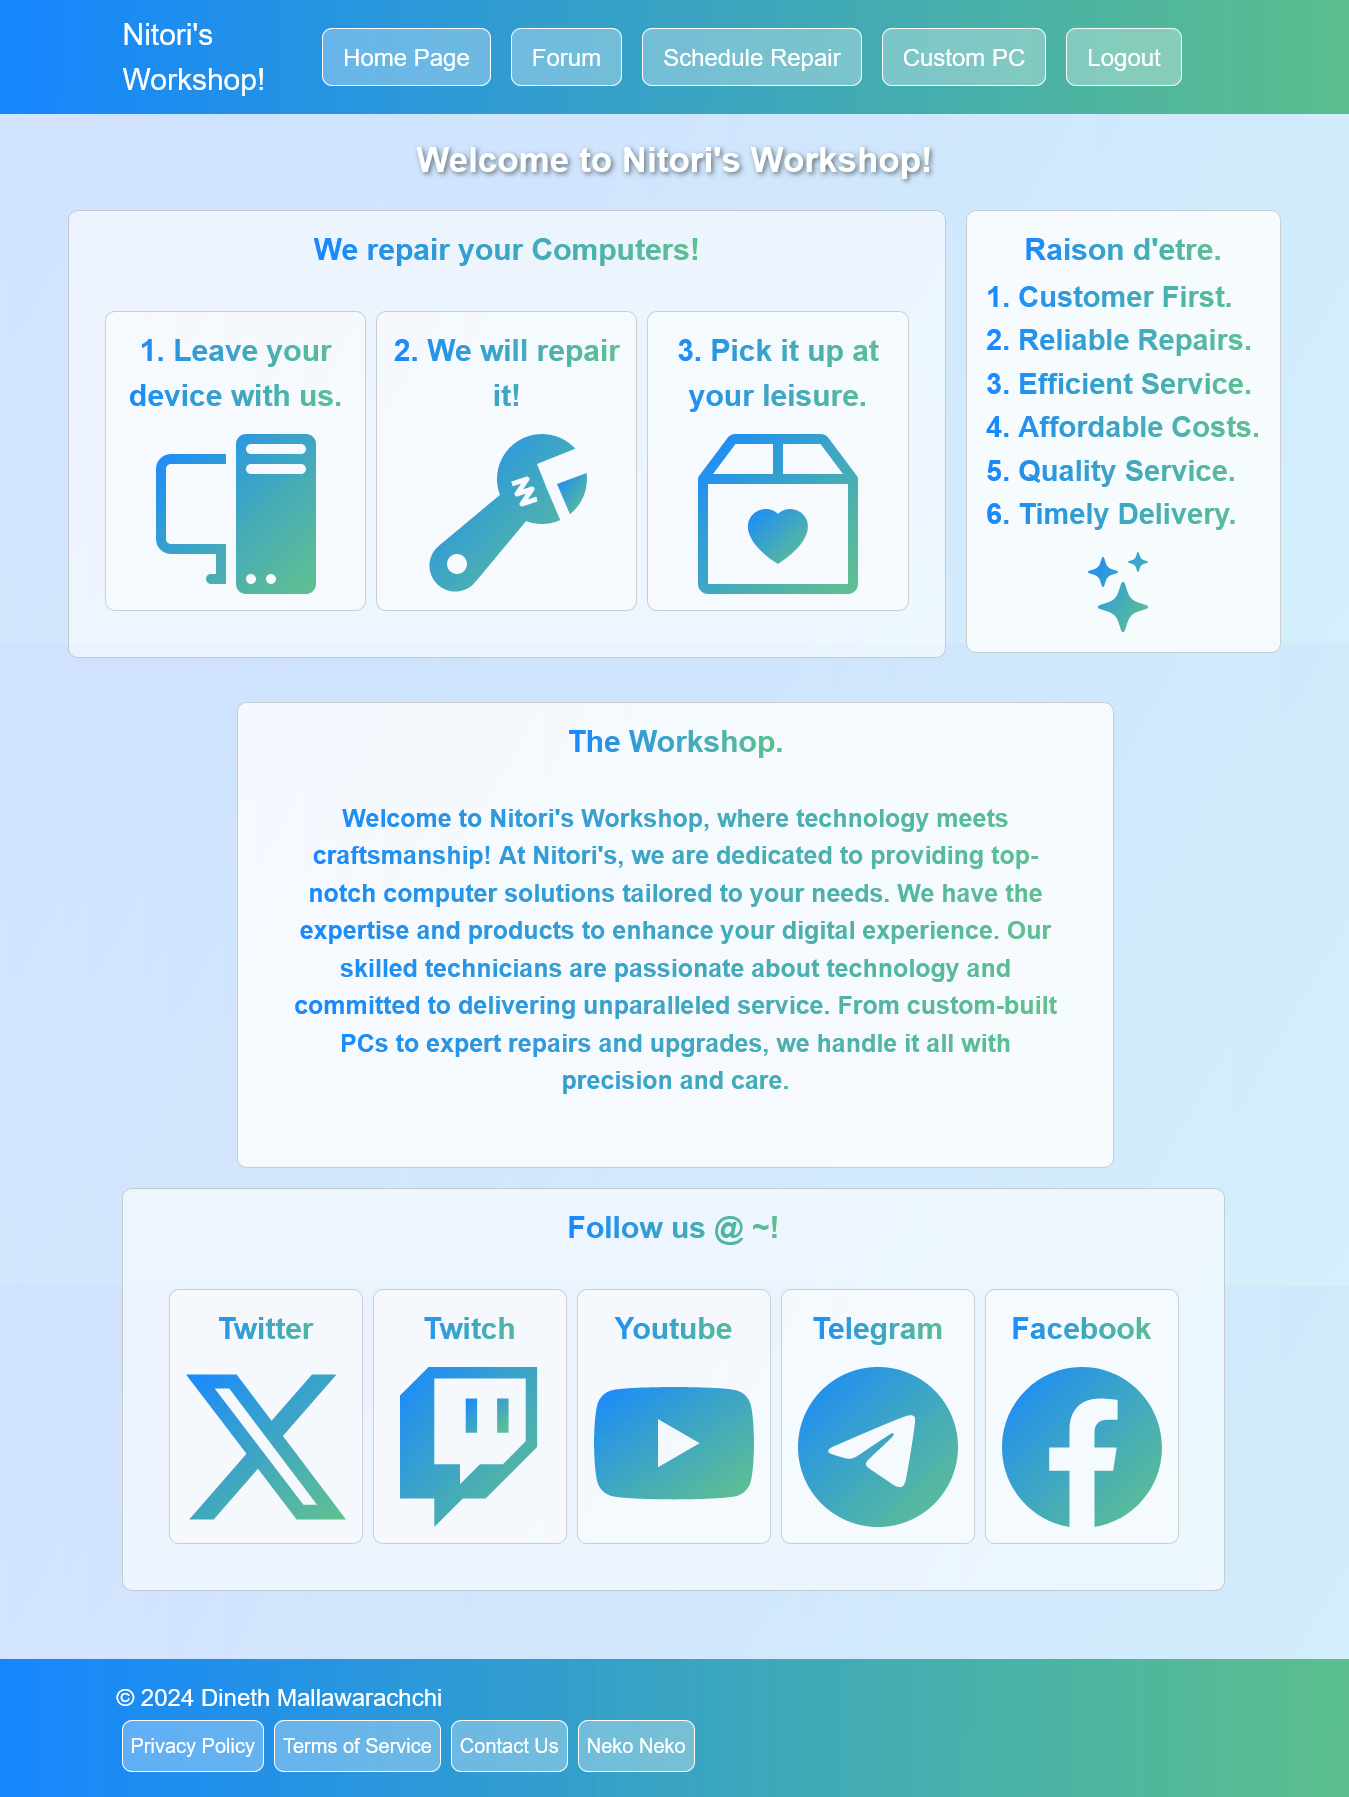 Nitori's
Workshop!
Home Page
Forum
Schedule Repair
Custom PC
Logout
Welcome to Nitori's Workshop!
We repair your Computers!
1. Leave your
device with us.
2. We will repair
it!
3. Pick it up at
your leisure.
Raison d'etre.
1. Customer First.
2. Reliable Repairs.
3. Efficient Service.
4. Affordable Costs.
5. Quality Service.
6. Timely Delivery.
The Workshop.
Welcome to Nitori's Workshop, where technology meets
craftsmanship! At Nitori's, we are dedicated to providing top-
notch computer solutions tailored to your needs. We have the
expertise and products to enhance your digital experience. Our
skilled technicians are passionate about technology and
committed to delivering unparalleled service. From custom-built
PCs to expert repairs and upgrades, we handle it all with
precision and care.
Follow us @ ~!
Twitter
Twitch
Youtube
Telegram
Facebook
© 2024 Dineth Mallawarachchi
Privacy Policy
Terms of Service
Contact Us
Neko Neko